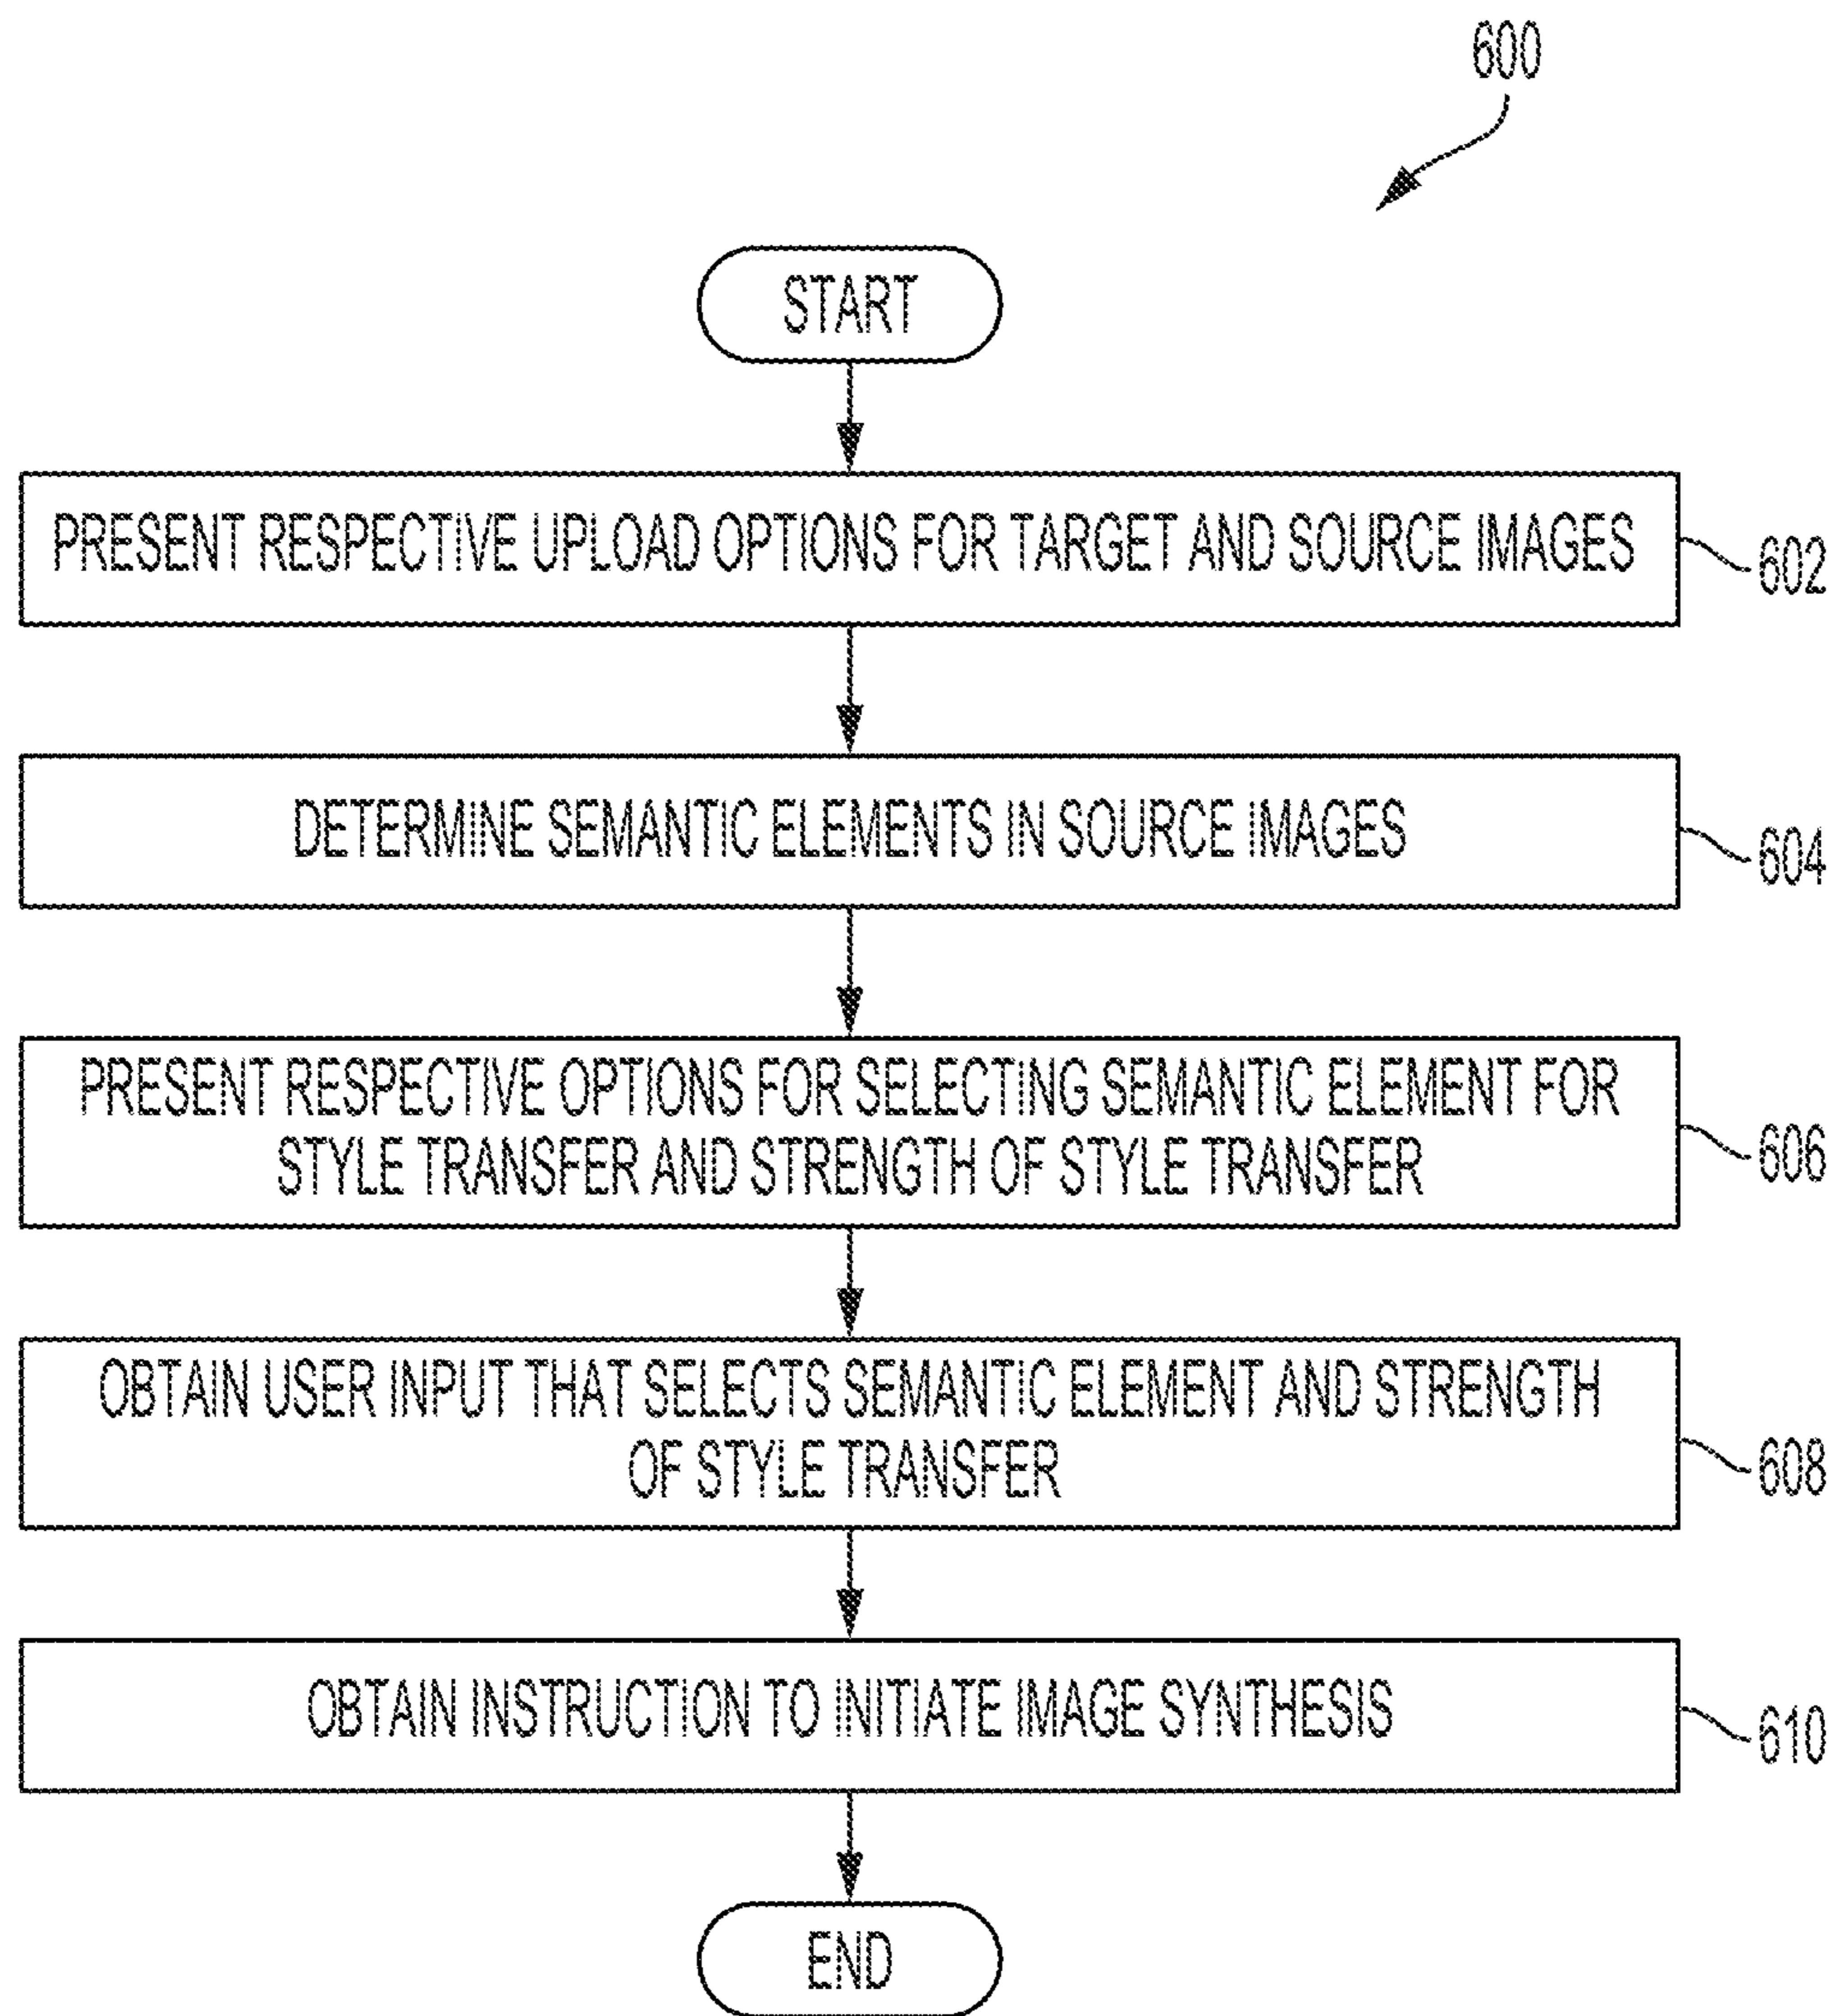 600
START
PRESENT RESPECTIVE UPLOAD OPTIONS FOR TARGET AND SOURCE IMAGES
602
DETERMINE SEMANTIC ELEMENTS IN SOURCE IMAGES
604
PRESENT RESPECTIVE OPTIONS FOR SELECTING SEMANTIC ELEMENT FOR
STYLE TRANSFER AND STRENGTH OF STYLE TRANSFER
606
OBTAIN USER INPUT THAT SELECTS SEMANTIC ELEMENT AND STRENGTH
OF STYLE TRANSFER
608
OBTAIN INSTRUCTION TO INITIATE IMAGE SYNTHESIS
610
END